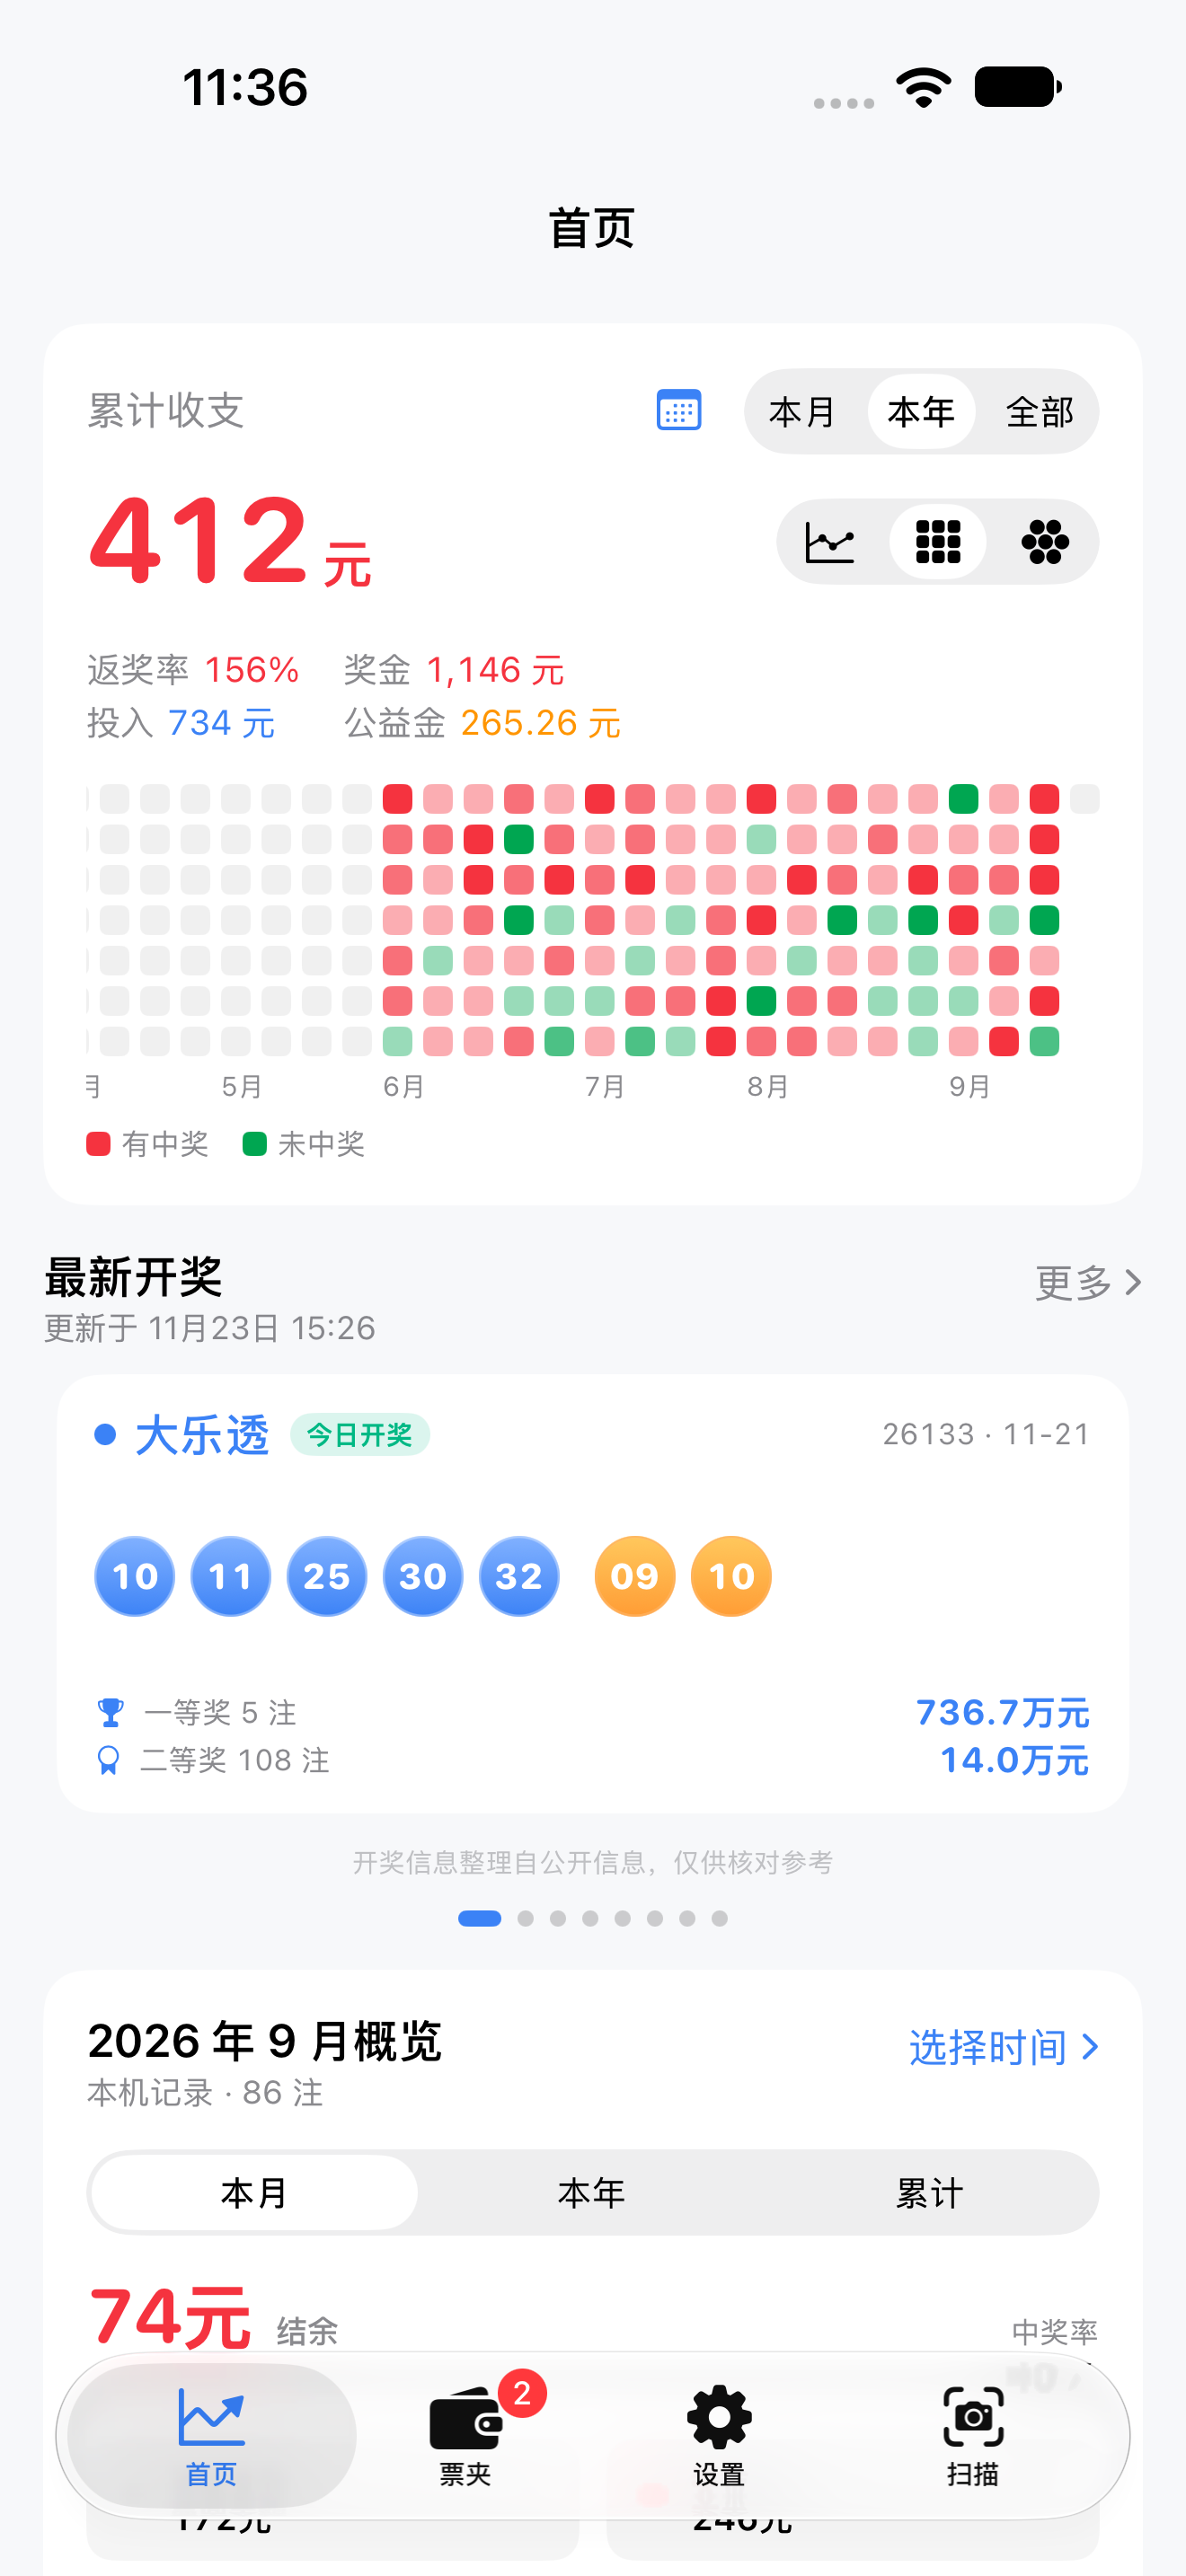 11:36
首页
累计收支
本月 本年 全部
412 元
返奖率 156% 奖金 1,146 元
投入 734 元 公益金 265.26 元
月 5月 6月 7月 8月 9月
有中奖 未中奖
最新开奖
更多
更新于 11月23日 15:26
大乐透 今日开奖 26133 · 11-21
10 11 25 30 32 09 10
一等奖 5 注 736.7万元
二等奖 108 注 14.0万元
开奖信息整理自公开信息，仅供核对参考
2026 年 9 月概览
选择时间
本机记录 · 86 注
本月 本年 累计
74元 结余 中奖率
2
首页 票夹 设置 扫描
172元 246元